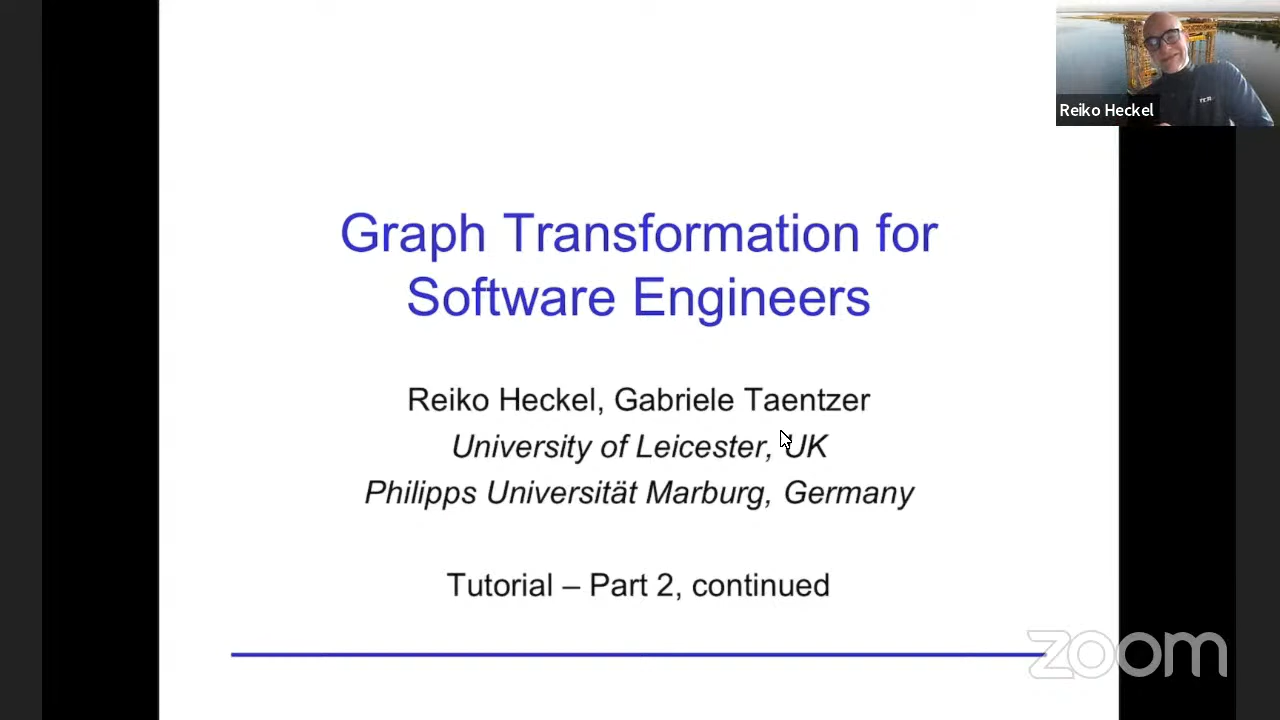 Reiko Heckel
Graph Transformation for
Software Engineers
Reiko Heckel, Gabriele Taentzer
University of Leicester, UK
Philipps Universität Marburg, Germany
Tutorial – Part 2, continued
zoom